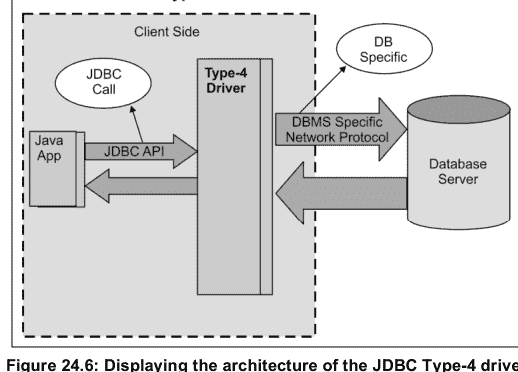 Client Side
DB
Specific
JDBC
Call
Type-4
Driver
DBMS Specific
Network Protocol
Java
App
JDBC API
Database
Server
Figure 24.6: Displaying the architecture of the JDBC Type-4 drive